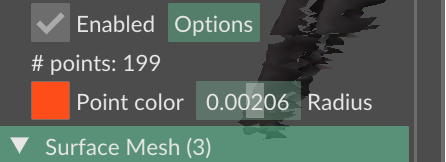 Enabled Options
# points: 199
Point color 0.00206 Radius
Surface Mesh (3)